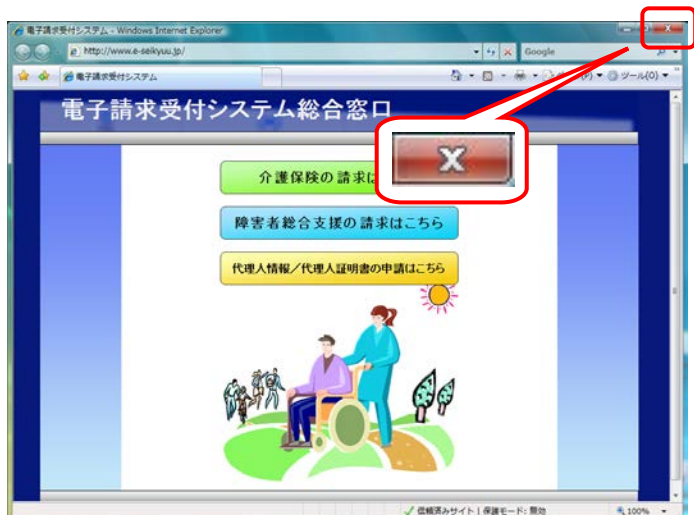 電子請求受付システム - Windows Internet Explorer
http://www.e-seikyuu.jp/
Google
電子請求受付システム
ツール(O)
電子請求受付システム総合窓口
介護保険の請求は
障害者総合支援の請求はこちら
代理人情報／代理人証明書の申請はこちら
信頼済みサイト | 保護モード: 無効
100%